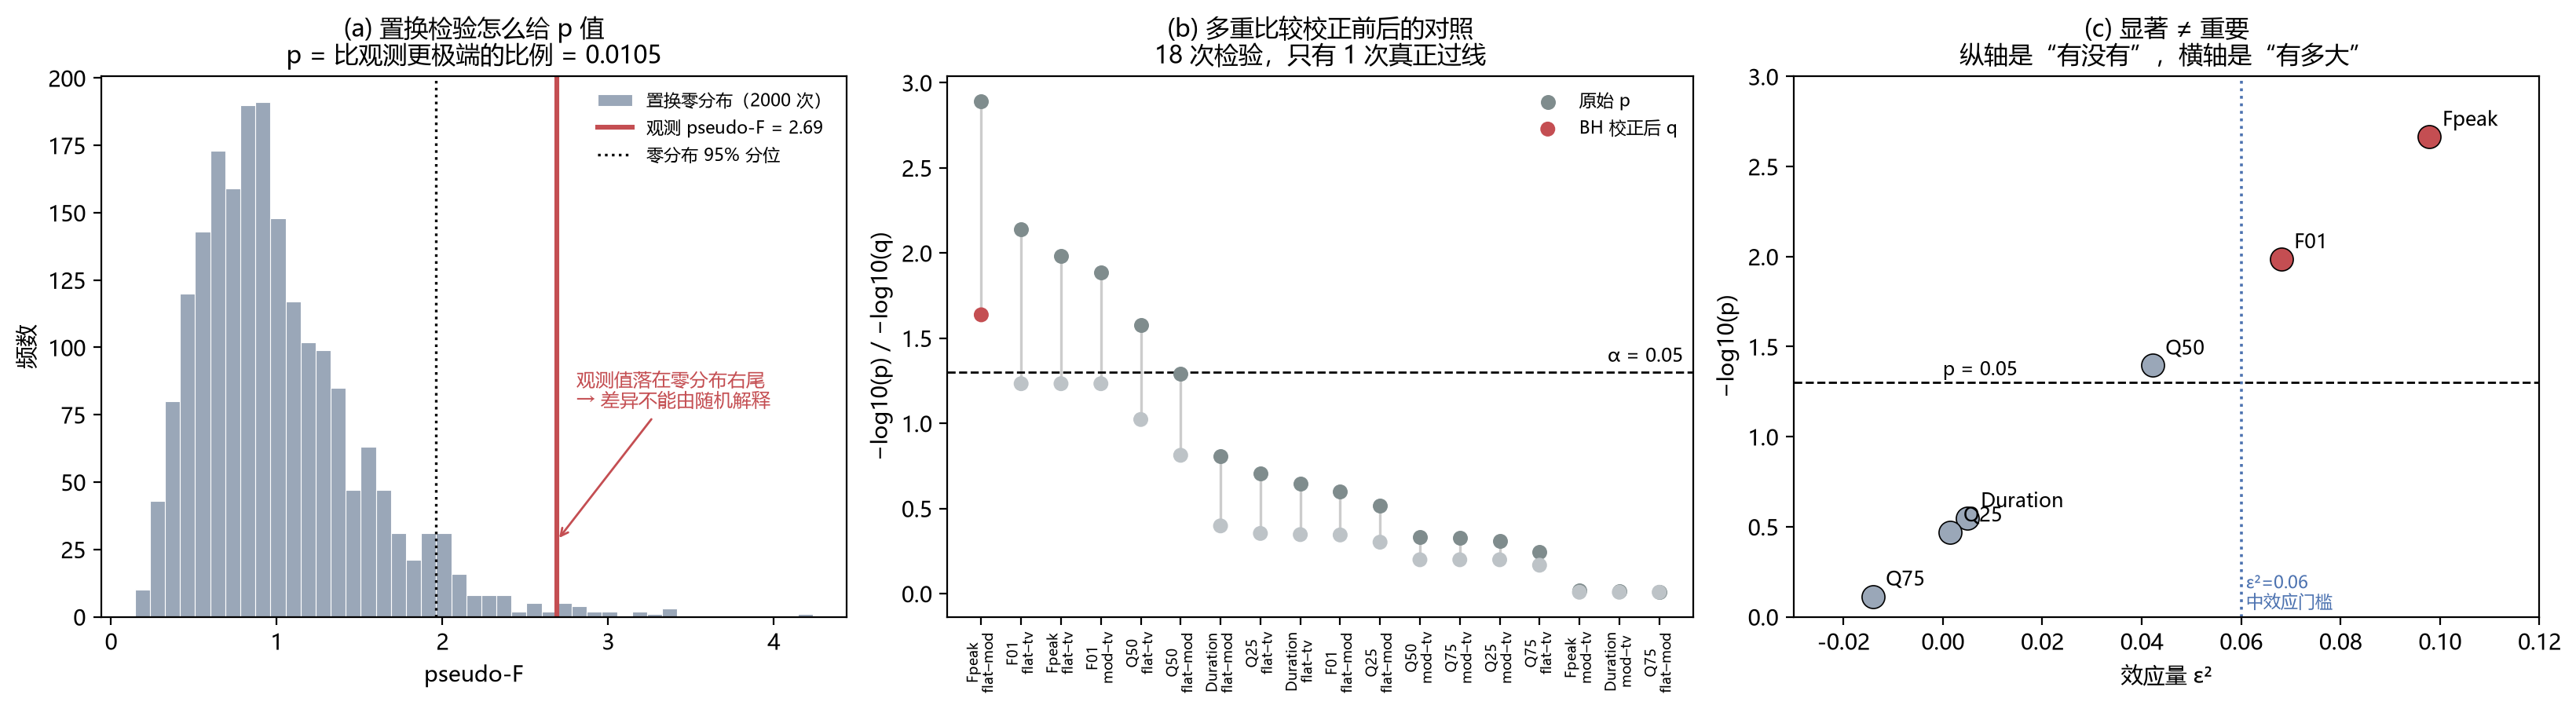 (a) 置换检验怎么给 p 值
p = 比观测更极端的比例 = 0.0105
200
175
150
125
100
75
50
25
0
频数
0
1
2
3
4
pseudo-F
置换零分布（2000 次）
观测 pseudo-F = 2.69
零分布 95% 分位
观测值落在零分布右尾
→ 差异不能由随机解释
(b) 多重比较校正前后的对照
18 次检验，只有 1 次真正过线
3.0
2.5
2.0
1.5
1.0
0.5
0.0
−log10(p) / −log10(q)
原始 p
BH 校正后 q
α = 0.05
Fpeak
flat−mod
F01
flat−tv
Fpeak
flat−tv
F01
mod−tv
Q50
flat−tv
Q50
flat−mod
Duration
flat−mod
Q25
flat−tv
Duration
flat−tv
F01
flat−mod
Q25
flat−mod
Q50
mod−tv
Q75
mod−tv
Q25
mod−tv
Q75
flat−tv
Fpeak
mod−tv
Duration
mod−tv
Q75
flat−mod
(c) 显著 ≠ 重要
纵轴是“有没有”，横轴是“有多大”
3.0
2.5
2.0
1.5
1.0
0.5
0.0
−log10(p)
Fpeak
F01
Q50
p = 0.05
Duration
Q25
Q75
ε²=0.06
中效应门槛
-0.02
0.00
0.02
0.04
0.06
0.08
0.10
0.12
效应量 ε²